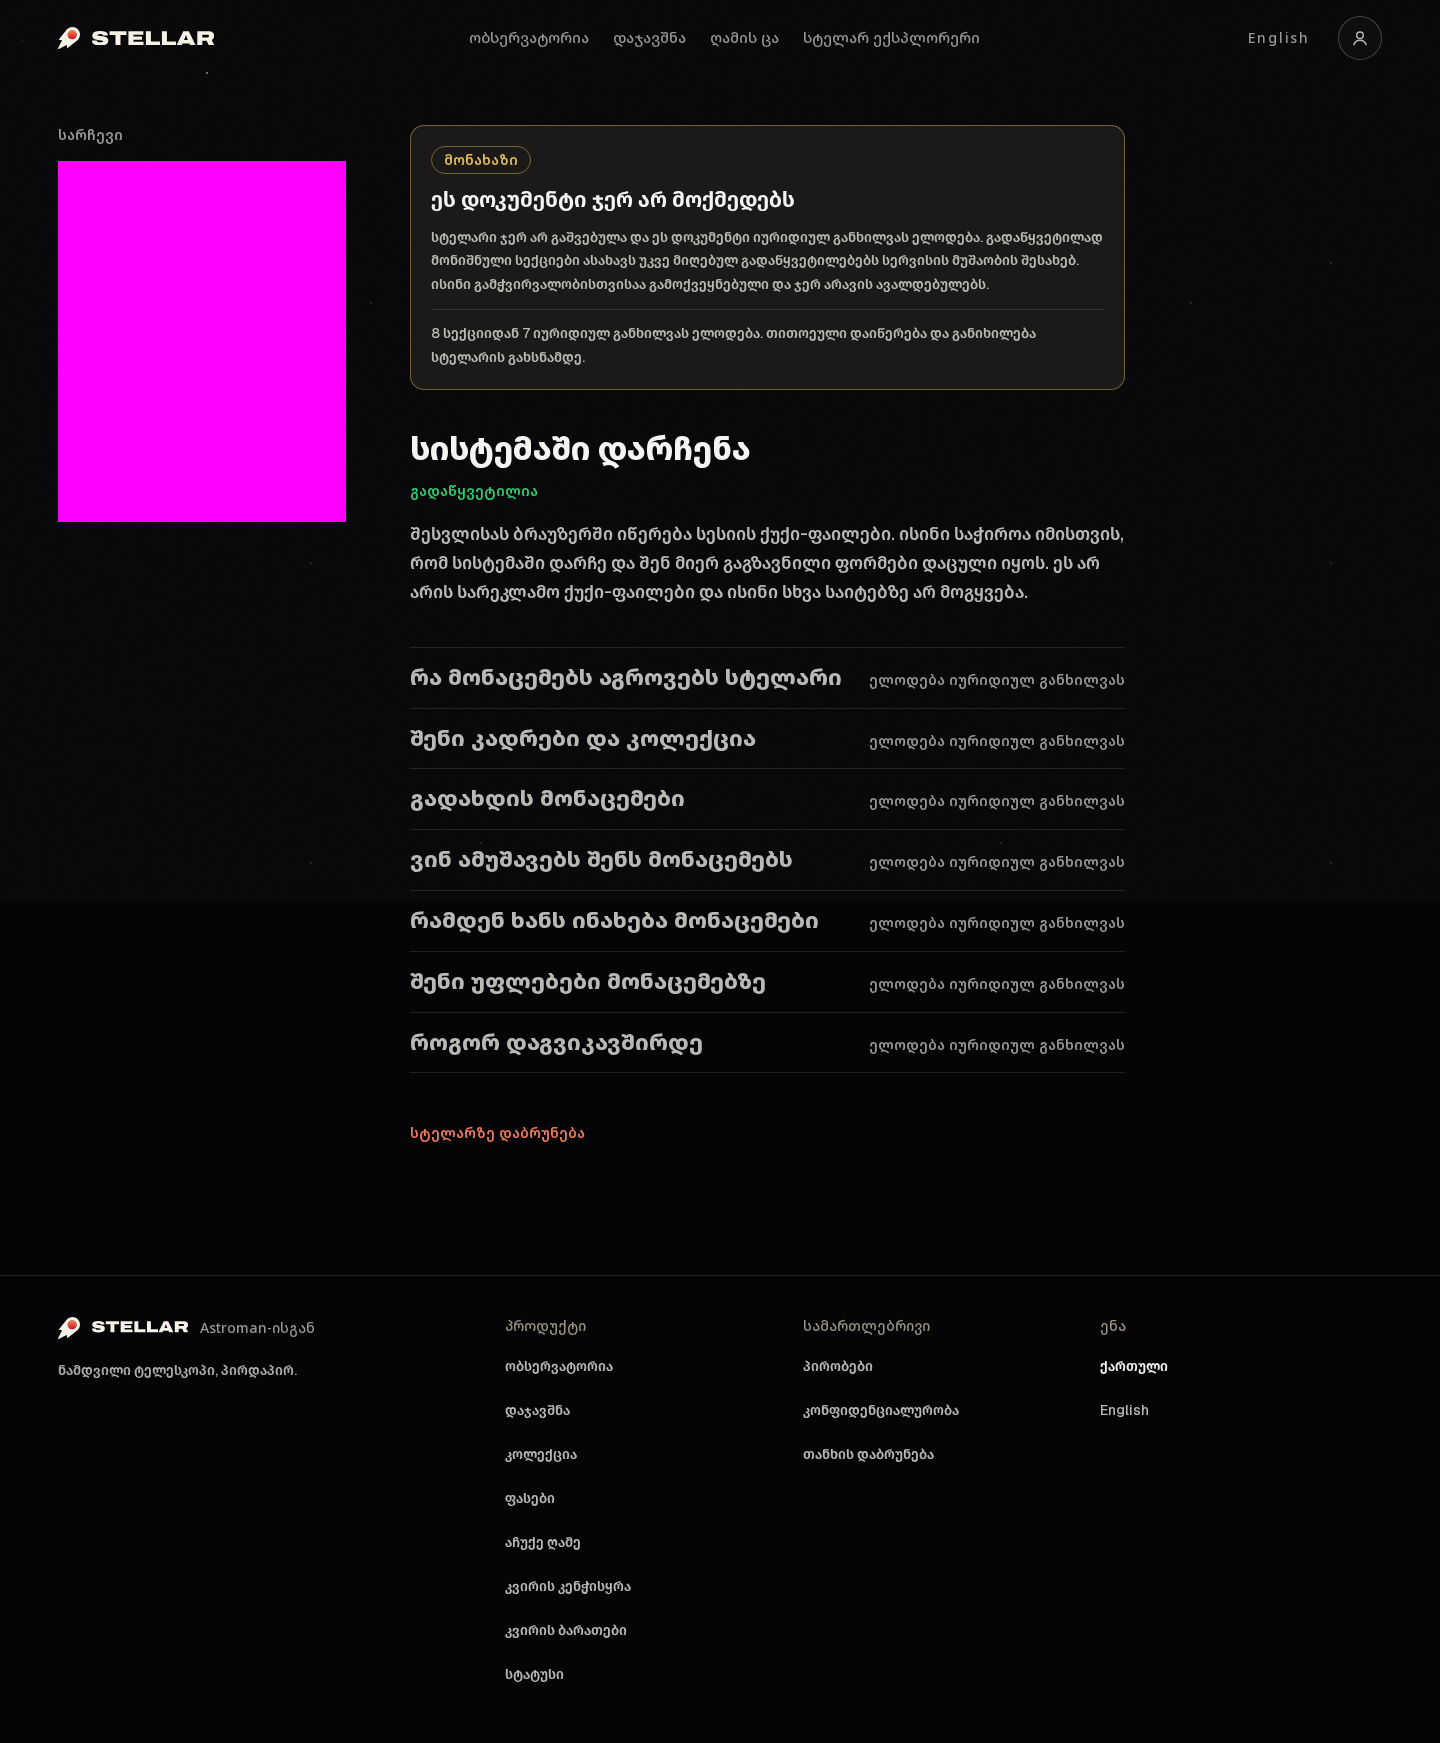 STELLAR
ობსერვატორია
დაჯავშნა
ღამის ცა
სტელარ ექსპლორერი
English
სარჩევი
მონახაზი
ეს დოკუმენტი ჯერ არ მოქმედებს
სტელარი ჯერ არ გაშვებულა და ეს დოკუმენტი იურიდიულ განხილვას ელოდება. გადაწყვეტილად
მონიშნული სექციები ასახავს უკვე მიღებულ გადაწყვეტილებებს სერვისის მუშაობის შესახებ.
ისინი გამჭვირვალობისთვისაა გამოქვეყნებული და ჯერ არავის ავალდებულებს.
8 სექციიდან 7 იურიდიულ განხილვას ელოდება. თითოეული დაიწერება და განიხილება
სტელარის გახსნამდე.
სისტემაში დარჩენა
გადაწყვეტილია
შესვლისას ბრაუზერში იწერება სესიის ქუქი-ფაილები. ისინი საჭიროა იმისთვის,
რომ სისტემაში დარჩე და შენ მიერ გაგზავნილი ფორმები დაცული იყოს. ეს არ
არის სარეკლამო ქუქი-ფაილები და ისინი სხვა საიტებზე არ მოგყვება.
რა მონაცემებს აგროვებს სტელარი
ელოდება იურიდიულ განხილვას
შენი კადრები და კოლექცია
ელოდება იურიდიულ განხილვას
გადახდის მონაცემები
ელოდება იურიდიულ განხილვას
ვინ ამუშავებს შენს მონაცემებს
ელოდება იურიდიულ განხილვას
რამდენ ხანს ინახება მონაცემები
ელოდება იურიდიულ განხილვას
შენი უფლებები მონაცემებზე
ელოდება იურიდიულ განხილვას
როგორ დაგვიკავშირდე
ელოდება იურიდიულ განხილვას
სტელარზე დაბრუნება
STELLAR Astroman-ისგან
ნამდვილი ტელესკოპი, პირდაპირ.
პროდუქტი
ობსერვატორია
დაჯავშნა
კოლექცია
ფასები
აჩუქე ღამე
კვირის კენჭისყრა
კვირის ბარათები
სტატუსი
სამართლებრივი
პირობები
კონფიდენციალურობა
თანხის დაბრუნება
ენა
ქართული
English